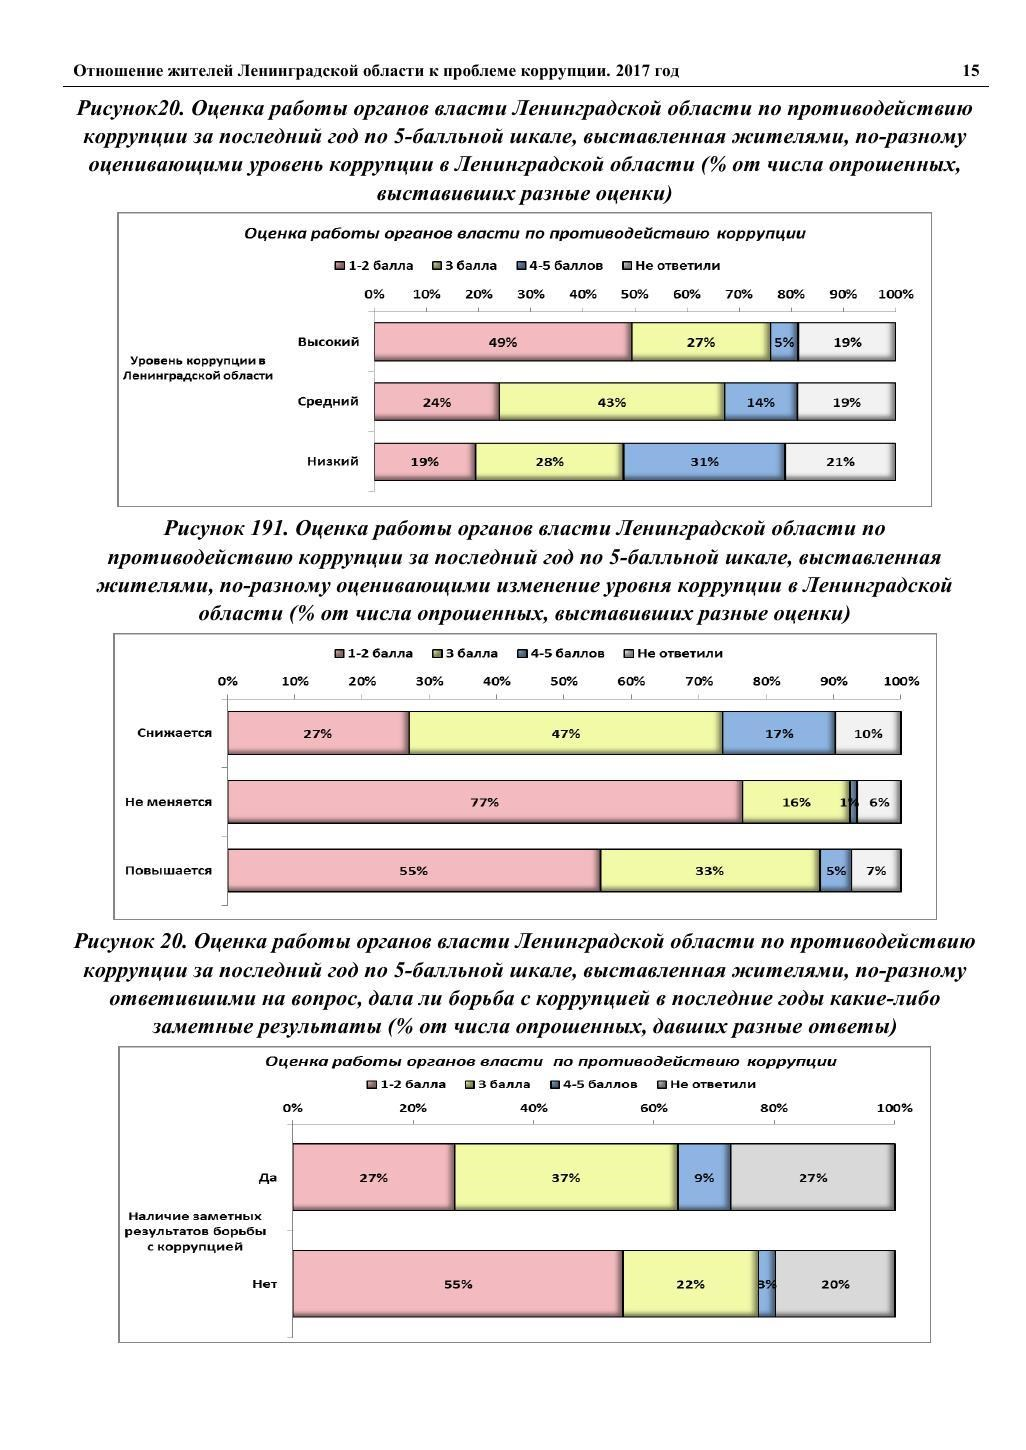 Отношение жителей Ленинградской области к проблеме коррупции. 2017 год 15
Рисунок20. Оценка работы органов власти Ленинградской области по противодействию
коррупции за последний год по 5-балльной шкале, выставленная жителями, по-разному
оценивающими уровень коррупции в Ленинградской области (% от числа опрошенных,
выставивших разные оценки)
Оценка работы органов власти по противодействию коррупции
1-2 балла 3 балла 4-5 баллов Не ответили
0% 10% 20% 30% 40% 50% 60% 70% 80% 90% 100%
Высокий 49% 27% 5% 19%
Уровень коррупции в
Ленинградской области
Средний 24% 43% 14% 19%
Низкий 19% 28% 31% 21%
Рисунок 191. Оценка работы органов власти Ленинградской области по
противодействию коррупции за последний год по 5-балльной шкале, выставленная
жителями, по-разному оценивающими изменение уровня коррупции в Ленинградской
области (% от числа опрошенных, выставивших разные оценки)
1-2 балла 3 балла 4-5 баллов Не ответили
0% 10% 20% 30% 40% 50% 60% 70% 80% 90% 100%
Снижается 27% 47% 17% 10%
Не меняется 77% 16% 1% 6%
Повышается 55% 33% 5% 7%
Рисунок 20. Оценка работы органов власти Ленинградской области по противодействию
коррупции за последний год по 5-балльной шкале, выставленная жителями, по-разному
ответившими на вопрос, дала ли борьба с коррупцией в последние годы какие-либо
заметные результаты (% от числа опрошенных, давших разные ответы)
Оценка работы органов власти по противодействию коррупции
1-2 балла 3 балла 4-5 баллов Не ответили
0% 20% 40% 60% 80% 100%
Да 27% 37% 9% 27%
Наличие заметных
результатов борьбы
с коррупцией
Нет 55% 22% 3% 20%